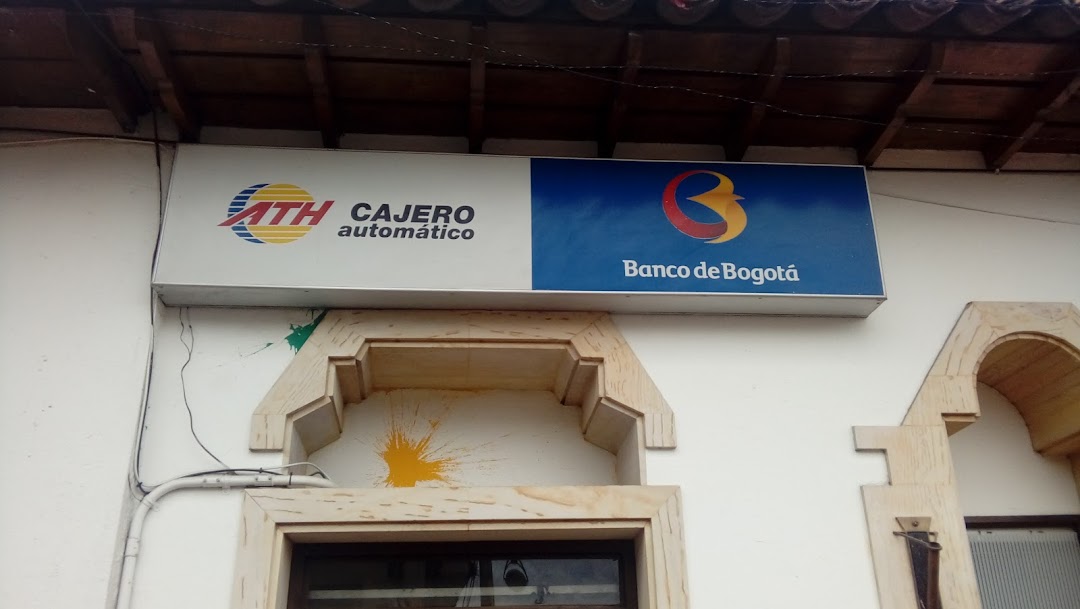 ATH
CAJERO
automático
Banco de Bogotá